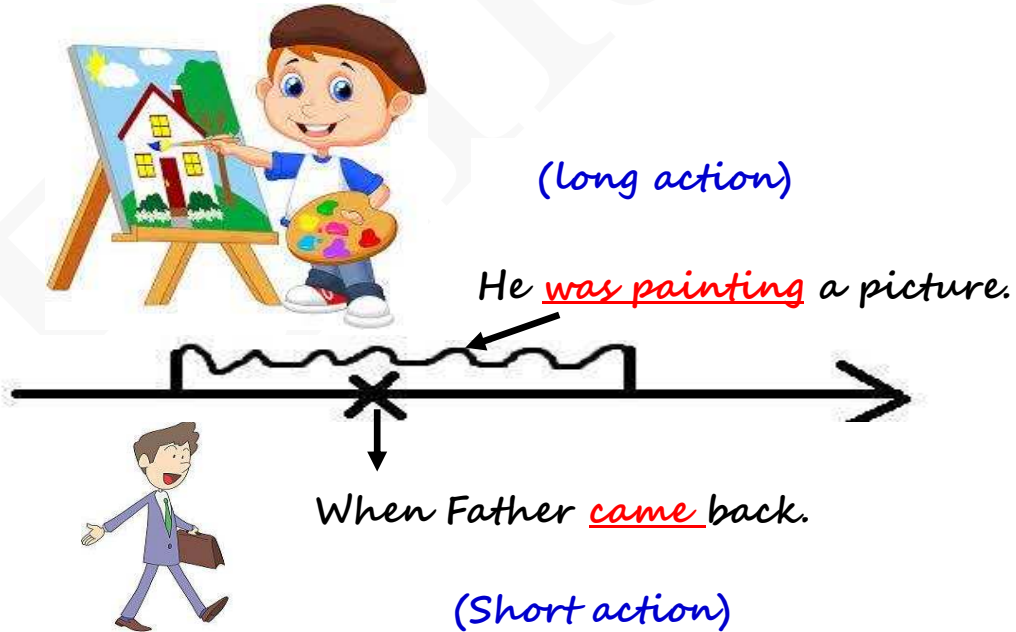 (long action)
He was painting a picture.
When Father came back.
(Short action)